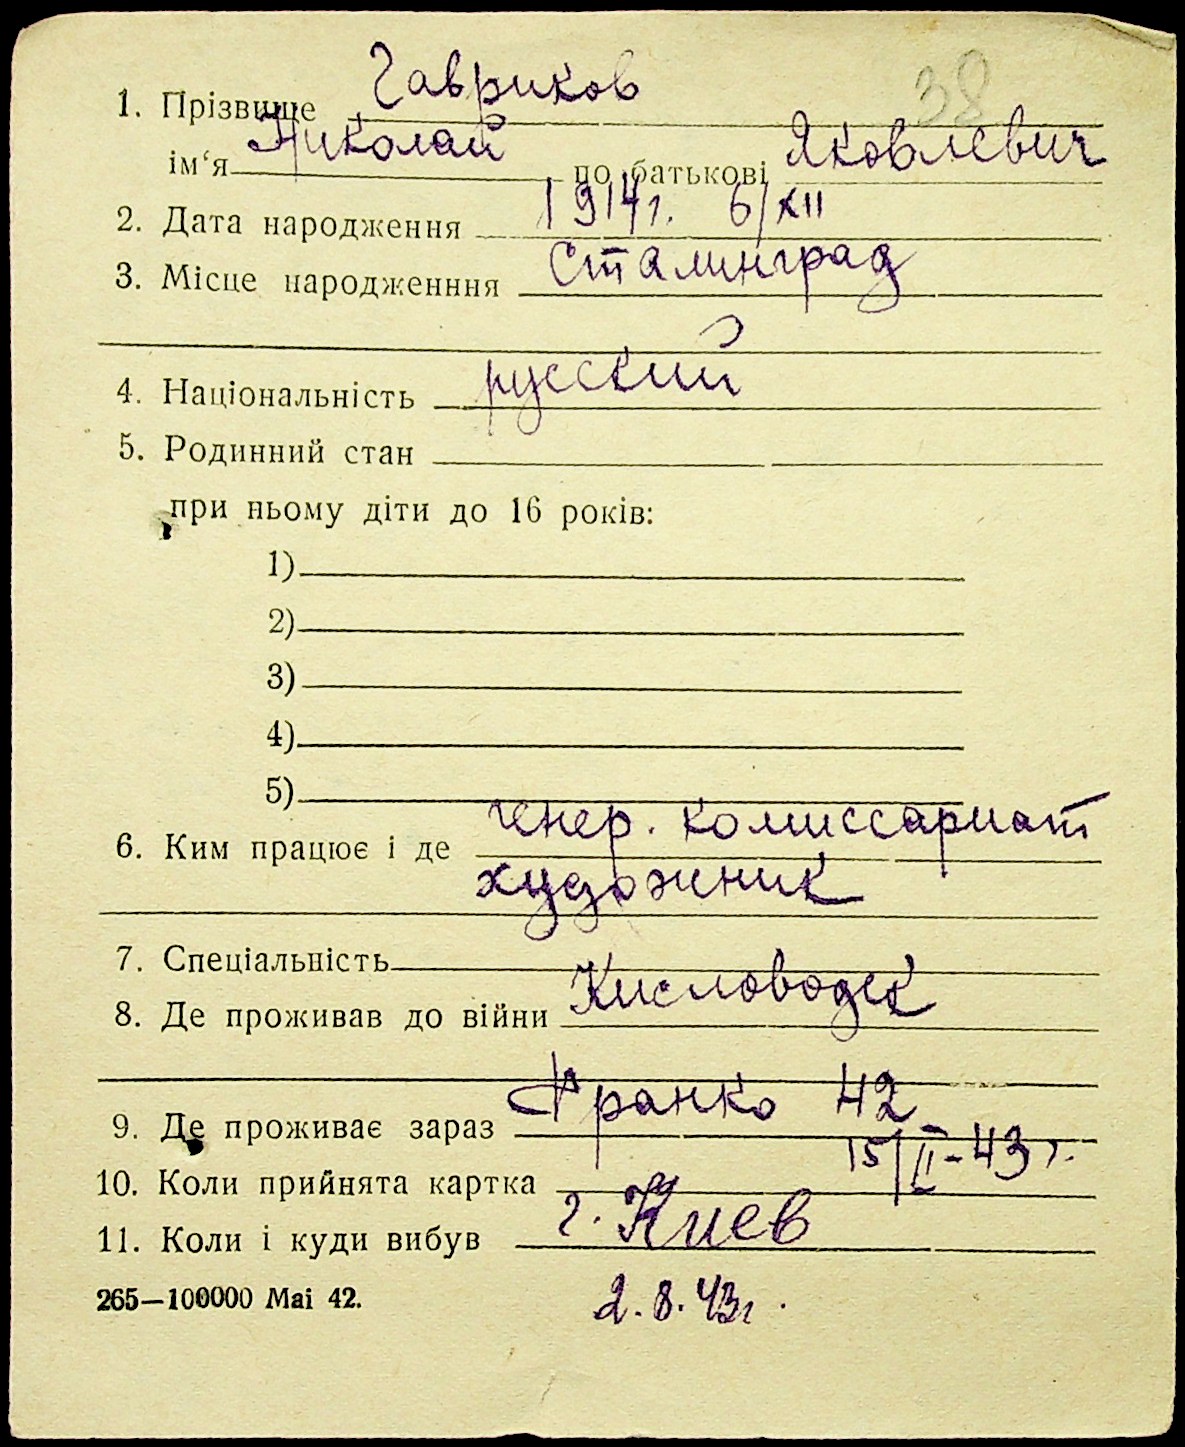 38
1. Прізвище Гавриков
ім‘я Николай по батькові Яковлевич
2. Дата народження 1914г. 6/XII
3. Місце народженння Сталинград
4. Національність русский
5. Родинний стан
при ньому діти до 16 років:
1)
2)
3)
4)
5)
6. Ким працює і де генер. комиссариат
художник
7. Спеціальність
8. Де проживав до війни Кисловодск
9. Де проживає зараз Франко 42
10. Коли прийнята картка 15/II-43 г.
11. Коли і куди вибув г. Киев
265—100000 Mai 42. 2.8.43г.